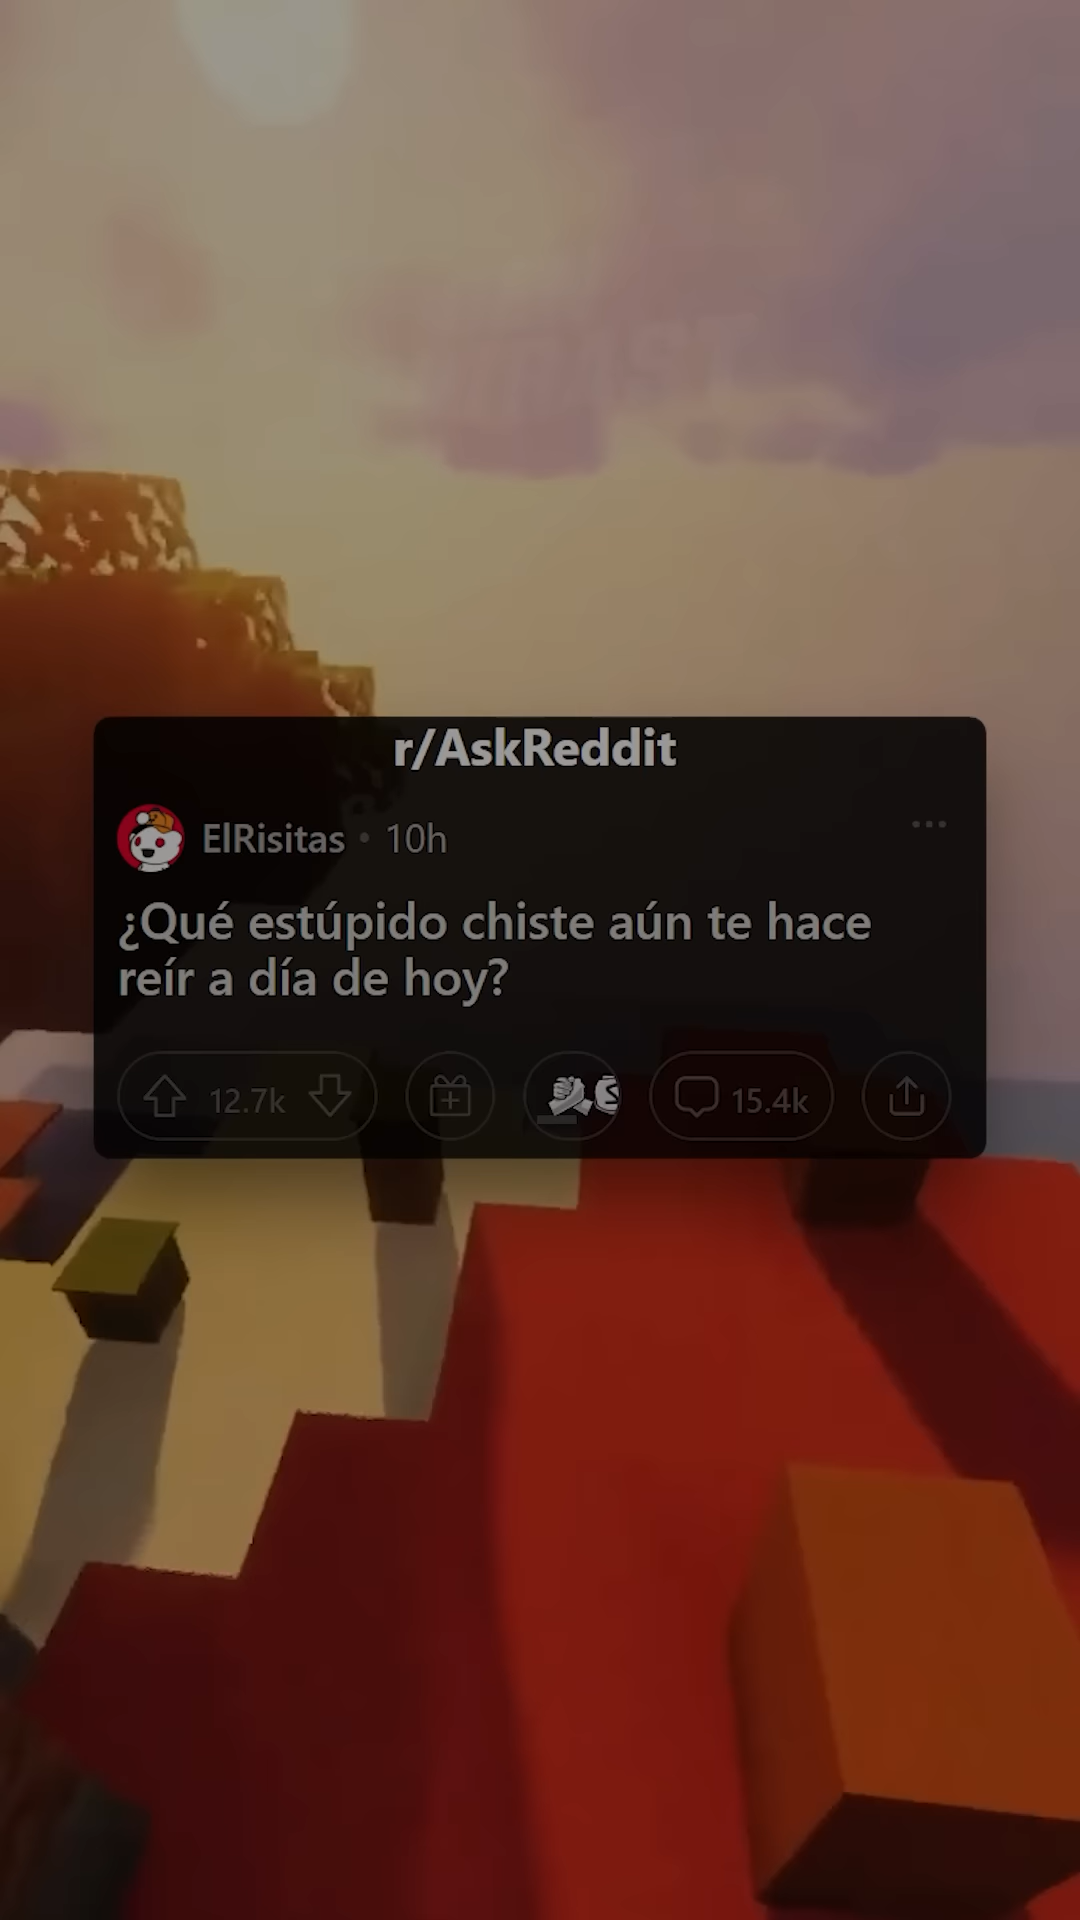 r/AskReddit
ElRisitas • 10h
¿Qué estúpido chiste aún te hace
reír a día de hoy?
12.7k
15.4k